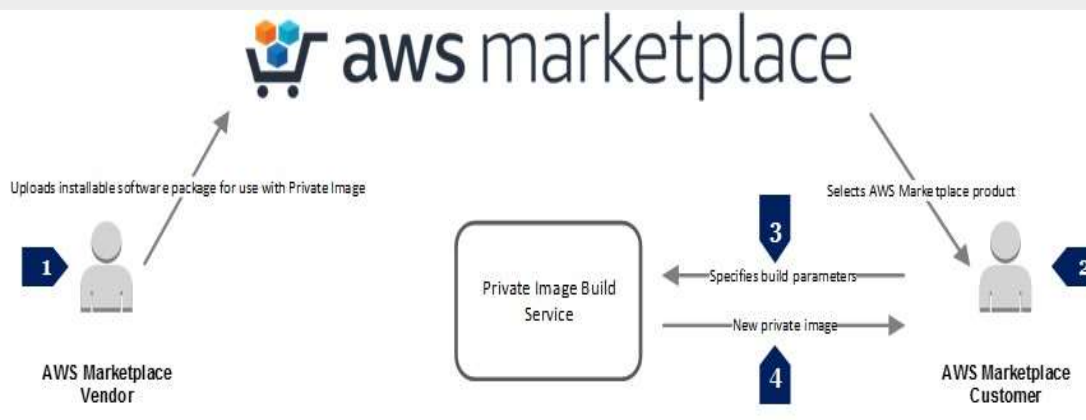 aws marketplace
Uploads installable software package for use with Private Image
Selects AWS Marketplace product
1
3
2
Specifies build parameters
Private Image Build
Service
New private image
4
AWS Marketplace
Vendor
AWS Marketplace
Customer